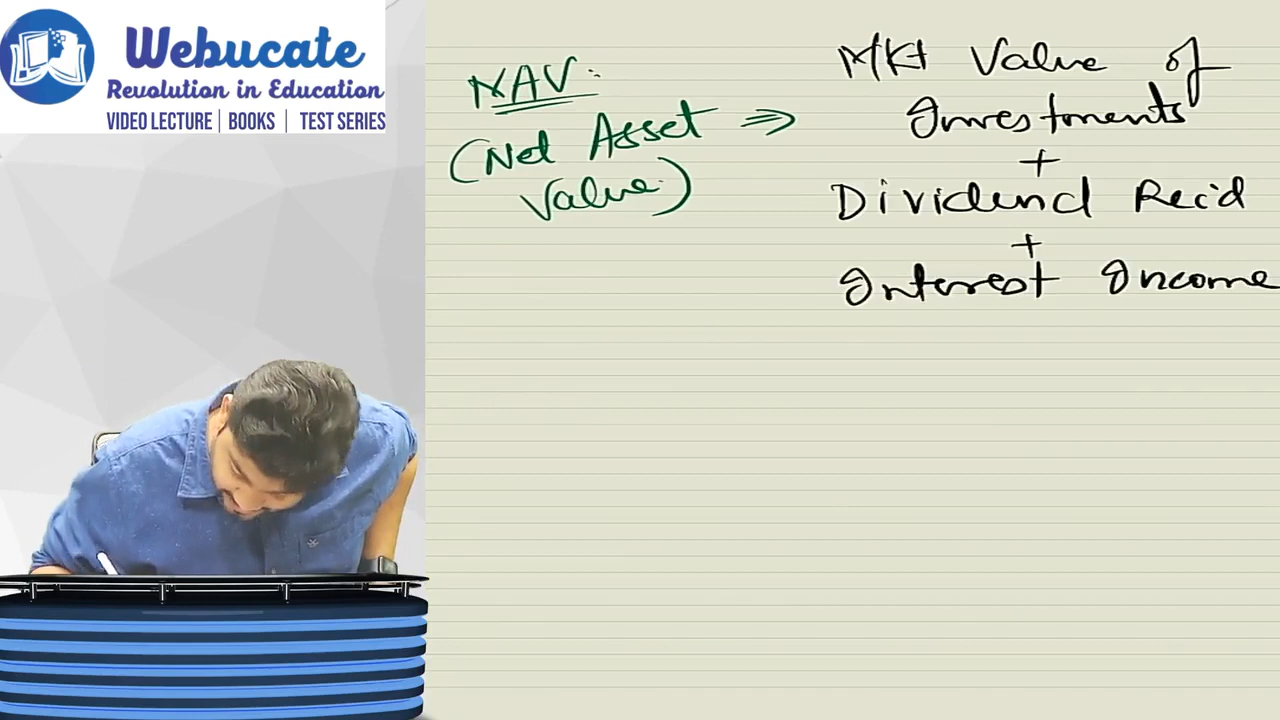 Webucate
Revolution in Education
VIDEO LECTURE | BOOKS | TEST SERIES
NAV:
(Net Asset
Value)
⇒
Mkt Value of
Investments
+
Dividend Rec'd
+
Interest Income